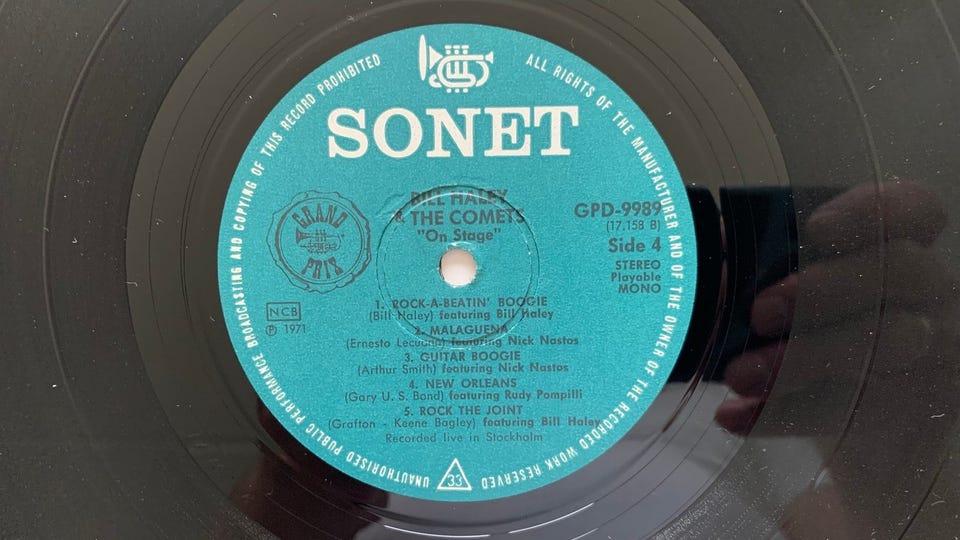 UNAUTHORISED PUBLIC PERFORMANCE BROADCASTING AND COPYING OF THIS RECORD PROHIBITED
ALL RIGHTS OF THE MANUFACTURER AND OF THE OWNER OF THE RECORDED WORK RESERVED
SONET
GRAND
PRIX
BILL HALEY
& THE COMETS
"On Stage"
GPD-9989
(17.158 B)
Side 4
STEREO
Playable
MONO
NCB
Ⓟ 1971
1. ROCK-A-BEATIN' BOOGIE
(Bill Haley) featuring Bill Haley
2. MALAGUENA
(Ernesto Lecuona) featuring Nick Nastos
3. GUITAR BOOGIE
(Arthur Smith) featuring Nick Nastos
4. NEW ORLEANS
(Gary U. S. Bond) featuring Rudy Pompilli
5. ROCK THE JOINT
(Grafton - Keene Bagley) featuring Bill Haley
Recorded live in Stockholm
33